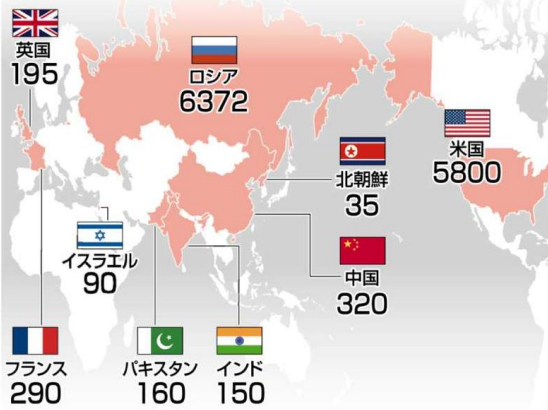 英国
195
ロシア
6372
米国
5800
北朝鮮
35
イスラエル
90
中国
320
フランス
290
パキスタン
160
インド
150